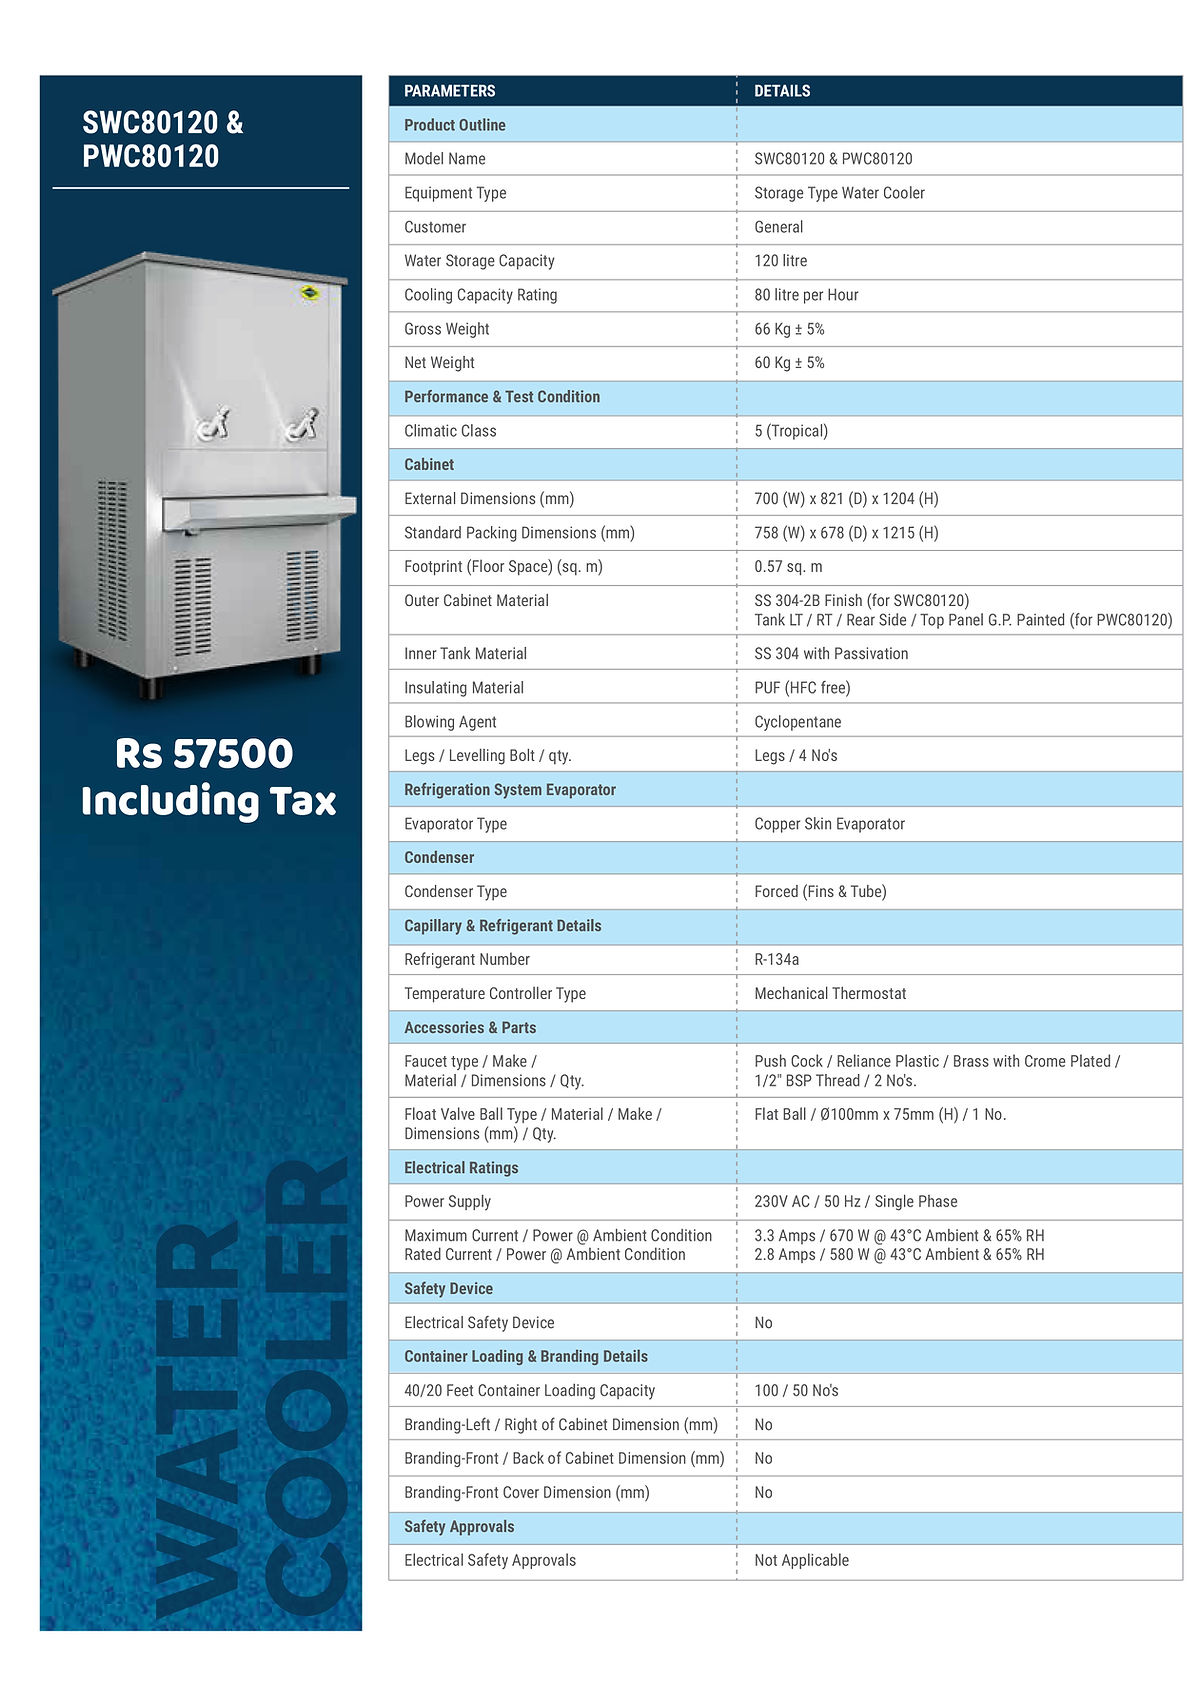 SWC80120 &
PWC80120
Rs 57500
Including Tax
WATER
COOLER
PARAMETERS DETAILS
Product Outline
Model Name SWC80120 & PWC80120
Equipment Type Storage Type Water Cooler
Customer General
Water Storage Capacity 120 litre
Cooling Capacity Rating 80 litre per Hour
Gross Weight 66 Kg ± 5%
Net Weight 60 Kg ± 5%
Performance & Test Condition
Climatic Class 5 (Tropical)
Cabinet
External Dimensions (mm) 700 (W) x 821 (D) x 1204 (H)
Standard Packing Dimensions (mm) 758 (W) x 678 (D) x 1215 (H)
Footprint (Floor Space) (sq. m) 0.57 sq. m
Outer Cabinet Material SS 304-2B Finish (for SWC80120)
Tank LT / RT / Rear Side / Top Panel G.P. Painted (for PWC80120)
Inner Tank Material SS 304 with Passivation
Insulating Material PUF (HFC free)
Blowing Agent Cyclopentane
Legs / Levelling Bolt / qty. Legs / 4 No's
Refrigeration System Evaporator
Evaporator Type Copper Skin Evaporator
Condenser
Condenser Type Forced (Fins & Tube)
Capillary & Refrigerant Details
Refrigerant Number R-134a
Temperature Controller Type Mechanical Thermostat
Accessories & Parts
Faucet type / Make / Push Cock / Reliance Plastic / Brass with Crome Plated /
Material / Dimensions / Qty. 1/2" BSP Thread / 2 No's.
Float Valve Ball Type / Material / Make / Flat Ball / Ø100mm x 75mm (H) / 1 No.
Dimensions (mm) / Qty.
Electrical Ratings
Power Supply 230V AC / 50 Hz / Single Phase
Maximum Current / Power @ Ambient Condition 3.3 Amps / 670 W @ 43°C Ambient & 65% RH
Rated Current / Power @ Ambient Condition 2.8 Amps / 580 W @ 43°C Ambient & 65% RH
Safety Device
Electrical Safety Device No
Container Loading & Branding Details
40/20 Feet Container Loading Capacity 100 / 50 No's
Branding-Left / Right of Cabinet Dimension (mm) No
Branding-Front / Back of Cabinet Dimension (mm) No
Branding-Front Cover Dimension (mm) No
Safety Approvals
Electrical Safety Approvals Not Applicable